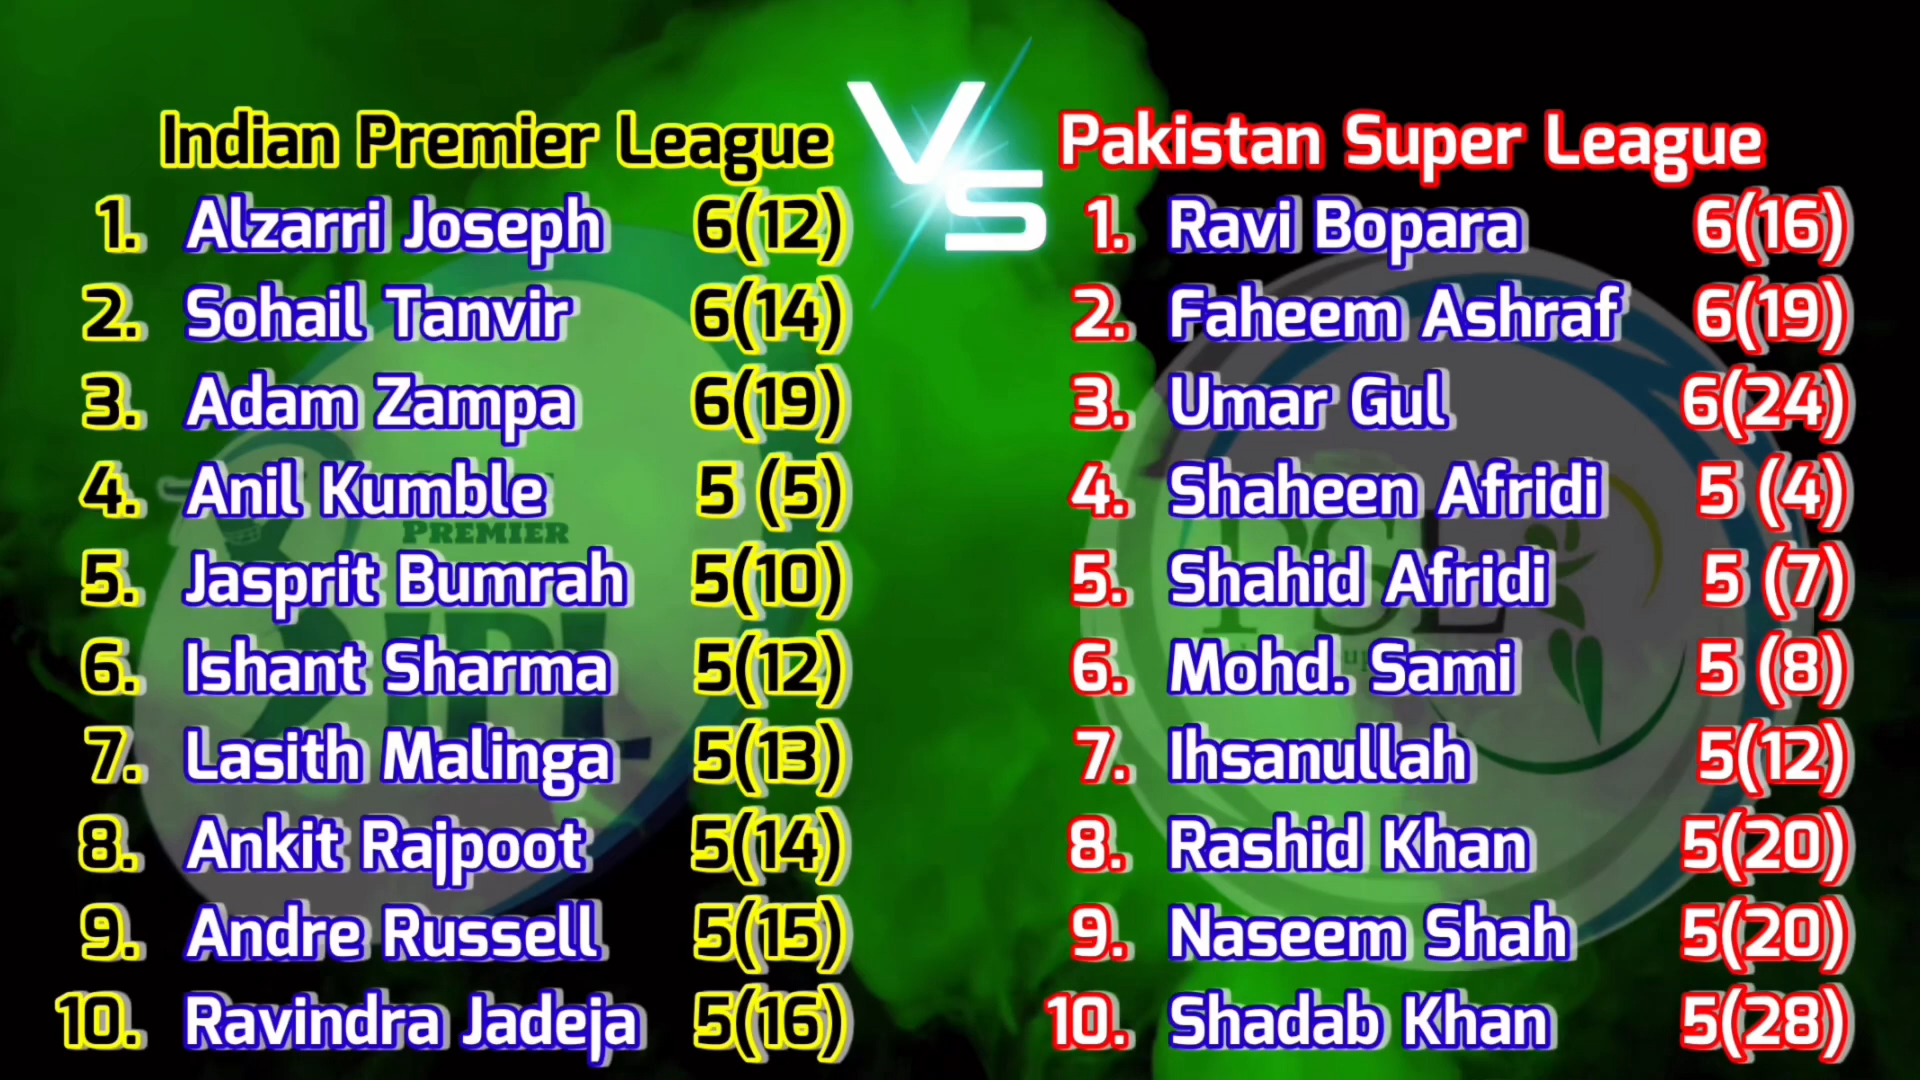 Indian Premier League
VS
Pakistan Super League
1. Alzarri Joseph 6(12)
2. Sohail Tanvir 6(14)
3. Adam Zampa 6(19)
4. Anil Kumble 5 (5)
5. Jasprit Bumrah 5(10)
6. Ishant Sharma 5(12)
7. Lasith Malinga 5(13)
8. Ankit Rajpoot 5(14)
9. Andre Russell 5(15)
10. Ravindra Jadeja 5(16)
1. Ravi Bopara 6(16)
2. Faheem Ashraf 6(19)
3. Umar Gul 6(24)
4. Shaheen Afridi 5 (4)
5. Shahid Afridi 5 (7)
6. Mohd. Sami 5 (8)
7. Ihsanullah 5(12)
8. Rashid Khan 5(20)
9. Naseem Shah 5(20)
10. Shadab Khan 5(28)
PREMIER
IPL
PSL